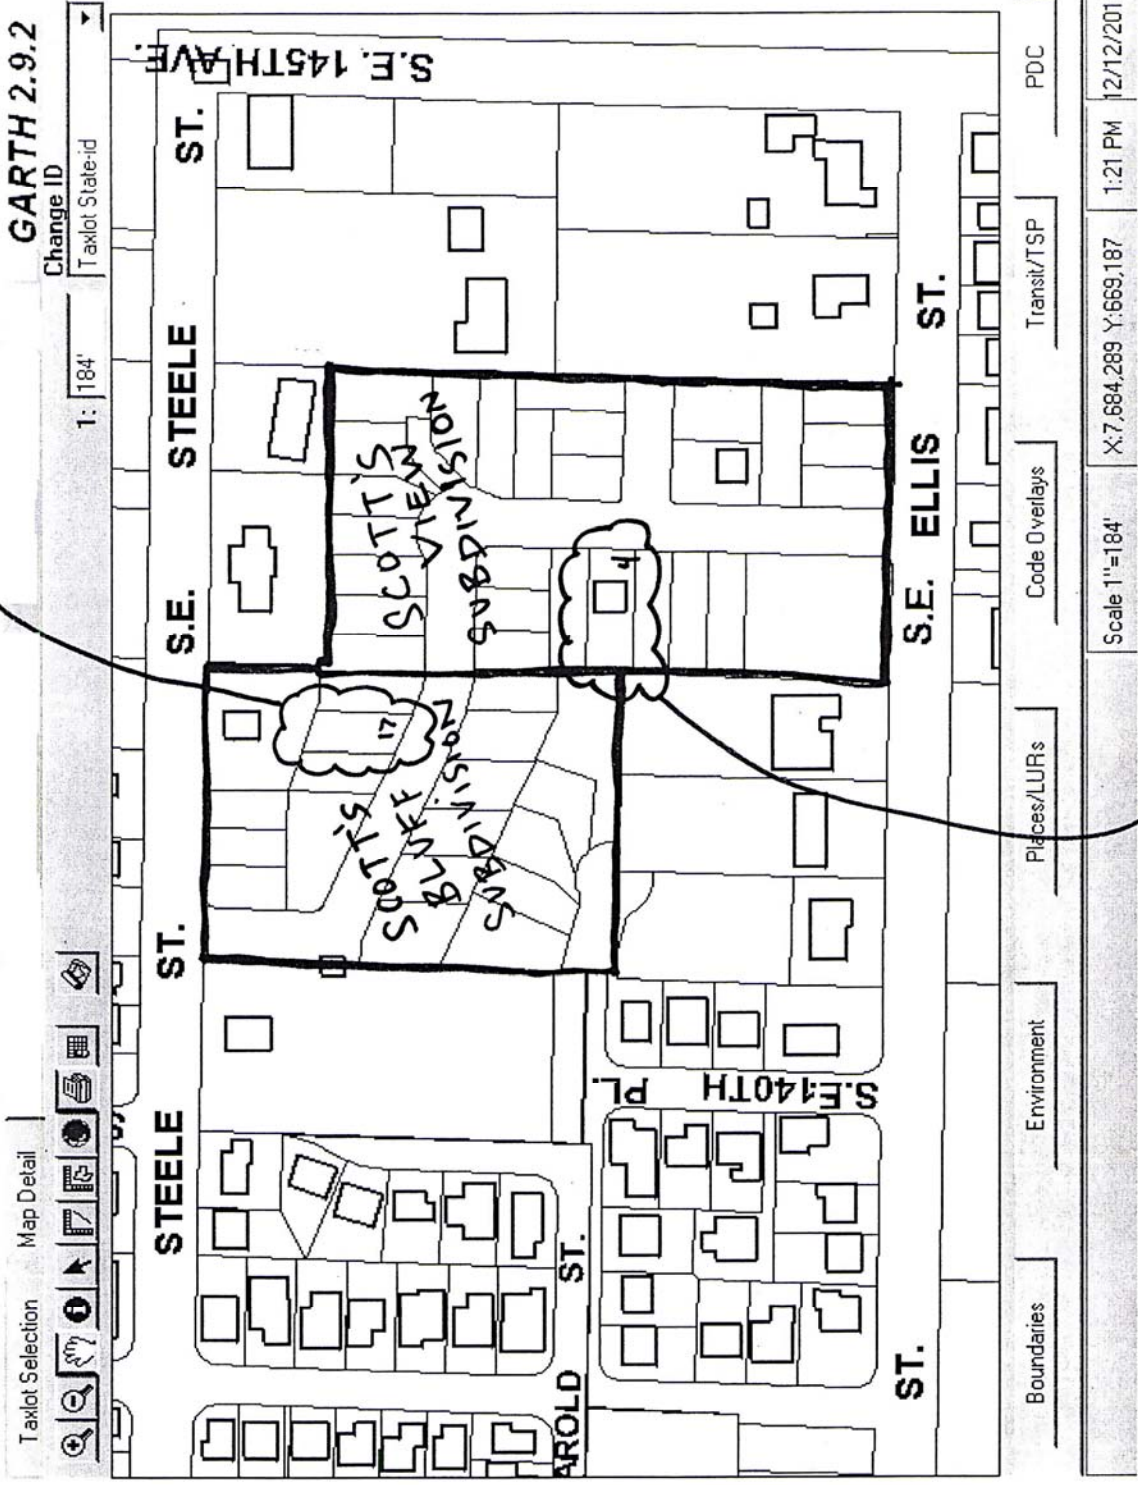 GARTH 2.9.2
Taxlot Selection
Map Detail
Change ID
1: 184'
Taxlot State-id
STEELE ST. S.E. STEELE ST.
S.E. 145TH AVE.
SCOTT'S
BLUFF
SUBDIVISION
17
SCOTT'S
VIEW
SUBDIVISION
4
AROLD ST.
S.E. 140TH PL.
ST. S.E. ELLIS ST.
Boundaries
Environment
Places/LURs
Code Overlays
Transit/TSP
PDC
Scale 1"=184'
X:7,684,289 Y:669,187
1:21 PM
12/12/201